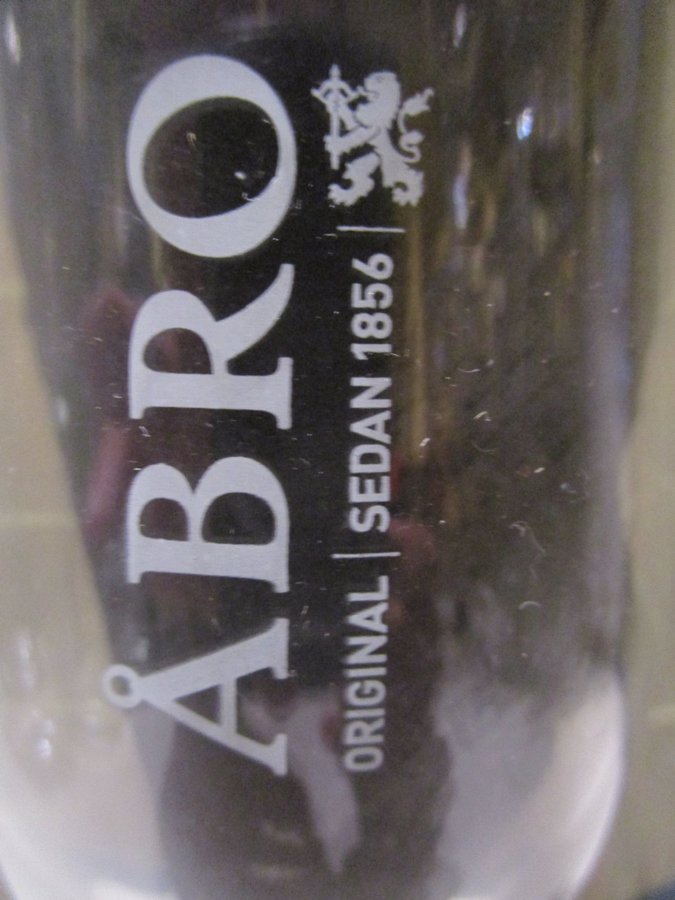 ÅBRO
ORIGINAL | SEDAN 1856 |